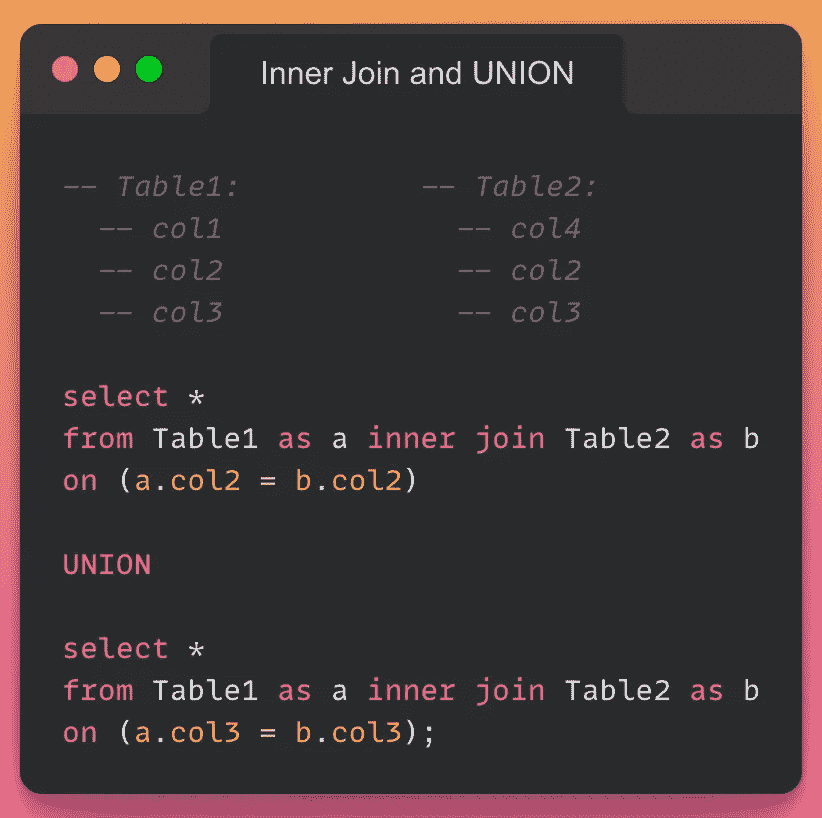 Inner Join and UNION
-- Table1: -- Table2:
-- col1 -- col4
-- col2 -- col2
-- col3 -- col3
select *
from Table1 as a inner join Table2 as b
on (a.col2 = b.col2)
UNION
select *
from Table1 as a inner join Table2 as b
on (a.col3 = b.col3);